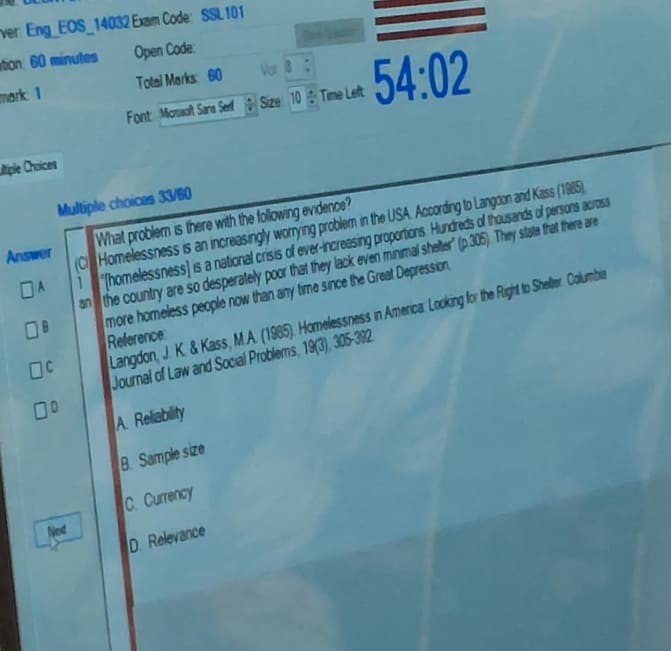 ver: Eng_EOS_14032 Exam Code: SSL101
tion: 60 minutes
Open Code:
mark: 1
Total Marks: 60
Vol 8
Font: Microsoft Sans Serif Size: 10 Time Left: 54:02
ltiple Choices
Multiple choices 33/60
Answer
(Ch
1
an
What problem is there with the following evidence?
Homelessness is an increasingly worrying problem in the USA. According to Langdon and Kass (1985),
"[homelessness] is a national crisis of ever-increasing proportions. Hundreds of thousands of persons across
the country are so desperately poor that they lack even minimal shelter" (p.305). They state that there are
more homeless people now than any time since the Great Depression.
Reference:
Langdon, J. K. & Kass, M.A. (1985). Homelessness in America: Looking for the Right to Shelter. Columbia
Journal of Law and Social Problems, 19(3), 305-392.
A
B
C
D
A. Reliability
B. Sample size
C. Currency
D. Relevance
Next